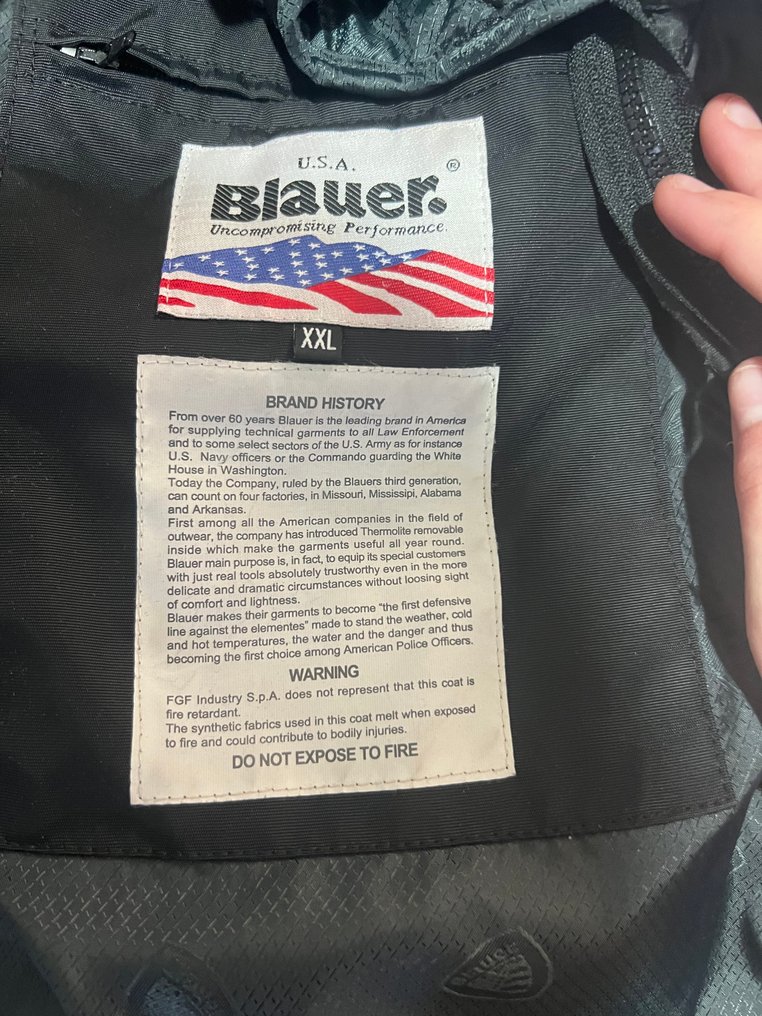 U.S.A.
Blauer.®
Uncompromising Performance.
XXL
BRAND HISTORY
From over 60 years Blauer is the leading brand in America
for supplying technical garments to all Law Enforcement
and to some select sectors of the U.S. Army as for instance
U.S. Navy officers or the Commando guarding the White
House in Washington.
Today the Company, ruled by the Blauers third generation,
can count on four factories, in Missouri, Mississipi, Alabama
and Arkansas.
First among all the American companies in the field of
outwear, the company has introduced Thermolite removable
inside which make the garments useful all year round.
Blauer main purpose is, in fact, to equip its special customers
with just real tools absolutely trustworthy even in the more
delicate and dramatic circumstances without loosing sight
of comfort and lightness.
Blauer makes their garments to become "the first defensive
line against the elementes" made to stand the weather, cold
and hot temperatures, the water and the danger and thus
becoming the first choice among American Police Officers.
WARNING
FGF Industry S.p.A. does not represent that this coat is
fire retardant.
The synthetic fabrics used in this coat melt when exposed
to fire and could contribute to bodily injuries.
DO NOT EXPOSE TO FIRE
Blauer